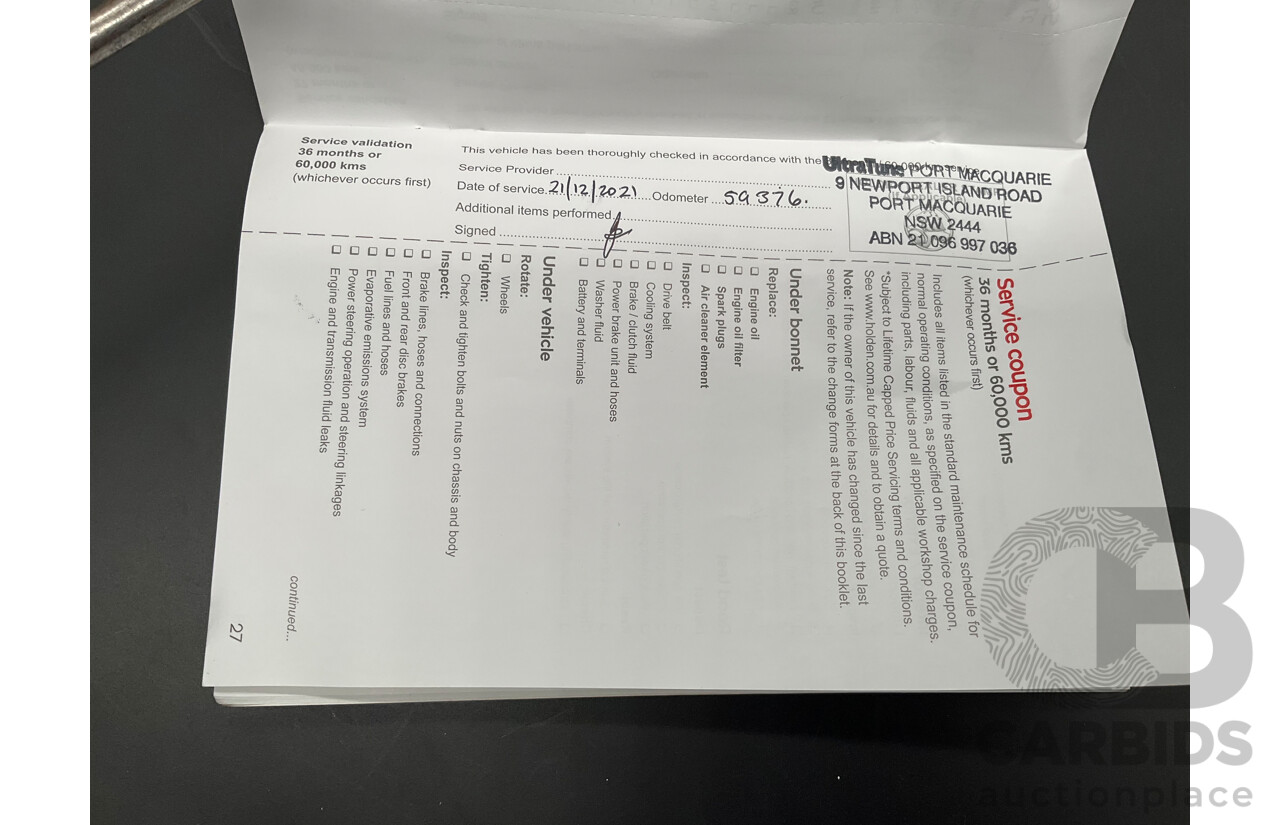 Service validation
36 months or
60,000 kms
(whichever occurs first)
This vehicle has been thoroughly checked in accordance with the
Service Provider
Date of service 21/12/2021 Odometer 59376.
Additional items performed
Signed
UltraTune PORT MACQUARIE
9 NEWPORT ISLAND ROAD
PORT MACQUARIE
NSW 2444
ABN 21 096 997 036
Service coupon
36 months or 60,000 kms
(whichever occurs first)
Includes all items listed in the standard maintenance schedule for
normal operating conditions, as specified on the service coupon,
including parts, labour, fluids and all applicable workshop charges.
*Subject to Lifetime Capped Price Servicing terms and conditions.
See www.holden.com.au for details and to obtain a quote.
Note: If the owner of this vehicle has changed since the last
service, refer to the change forms at the back of this booklet.
Under bonnet
Replace:
Engine oil
Engine oil filter
Spark plugs
Air cleaner element
Inspect:
Drive belt
Cooling system
Brake / clutch fluid
Power brake unit and hoses
Washer fluid
Battery and terminals
Under vehicle
Rotate:
Wheels
Tighten:
Check and tighten bolts and nuts on chassis and body
Inspect:
Brake lines, hoses and connections
Front and rear disc brakes
Fuel lines and hoses
Evaporative emissions system
Power steering operation and steering linkages
Engine and transmission fluid leaks
continued...
27
CB
CARBIDS
auctionplace